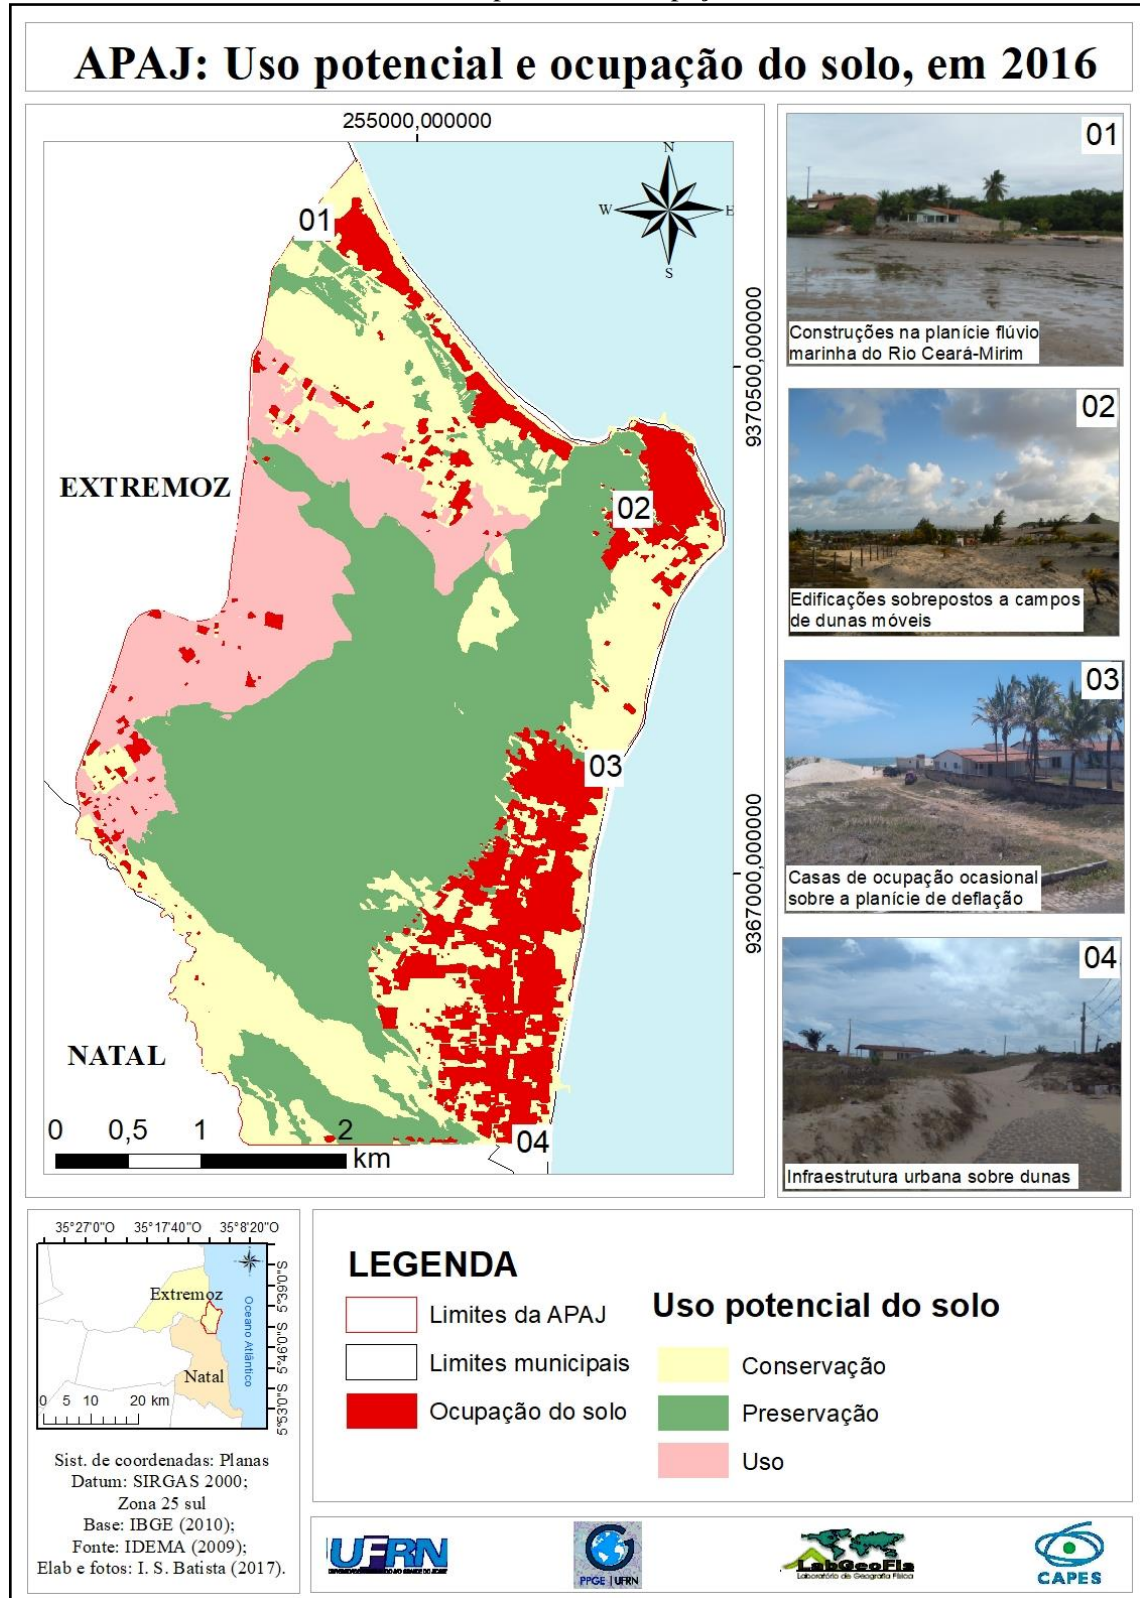 APAJ: Uso potencial e ocupação do solo, em 2016
255000,000000
N
W
E
S
01
02
03
04
EXTREMOZ
NATAL
9370500,000000
9367000,000000
0 0,5 1 2
km
01
Construções na planície flúvio
marinha do Rio Ceará-Mirim
02
Edificações sobrepostos a campos
de dunas móveis
03
Casas de ocupação ocasional
sobre a planície de deflação
04
Infraestrutura urbana sobre dunas
35°27'0"O 35°17'40"O 35°8'20"O
5°39'0"S
5°46'0"S
5°53'0"S
Extremoz
Natal
Oceano Atlântico
0 5 10 20 km
Sist. de coordenadas: Planas
Datum: SIRGAS 2000;
Zona 25 sul
Base: IBGE (2010);
Fonte: IDEMA (2009);
Elab e fotos: I. S. Batista (2017).
LEGENDA
Limites da APAJ
Limites municipais
Ocupação do solo
Uso potencial do solo
Conservação
Preservação
Uso
UFRN
PPGE | UFRN
LabGeoFis
Laboratório de Geografia Física
CAPES